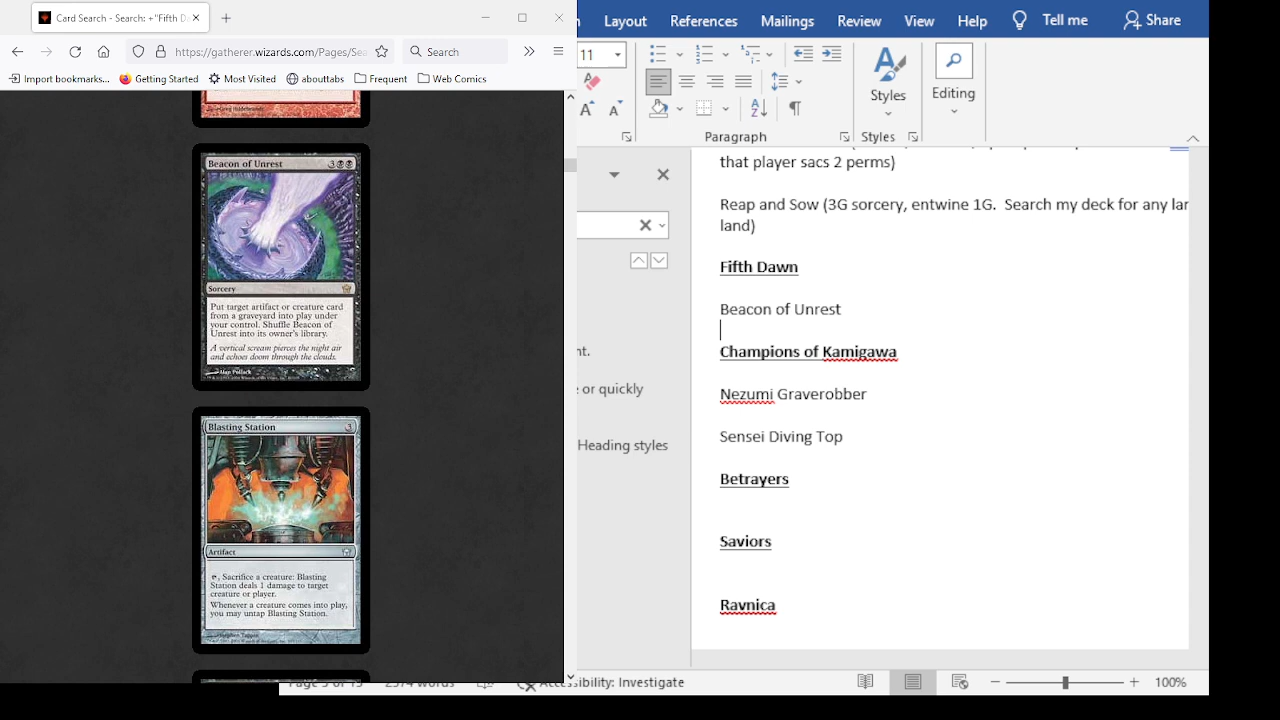 Card Search - Search: +"Fifth D
https://gatherer.wizards.com/Pages/Sea
Search
Import bookmarks...
Getting Started
Most Visited
abouttabs
Frequent
Web Comics
Beacon of Unrest 3
Sorcery
Put target artifact or creature card
from a graveyard into play under
your control. Shuffle Beacon of
Unrest into its owner's library.
A vertical scream pierces the night air
and echoes doom through the clouds.
Alan Pollack
Blasting Station 3
Artifact
, Sacrifice a creature: Blasting
Station deals 1 damage to target
creature or player.
Whenever a creature comes into play,
you may untap Blasting Station.
Layout References Mailings Review View Help Tell me Share
11
Styles
Editing
Paragraph
Styles
nt.
e or quickly
Heading styles
that player sacs 2 perms)
Reap and Sow (3G sorcery, entwine 1G. Search my deck for any lar
land)
Fifth Dawn
Beacon of Unrest
Champions of Kamigawa
Nezumi Graverobber
Sensei Diving Top
Betrayers
Saviors
Ravnica
words
Accessibility: Investigate
100%